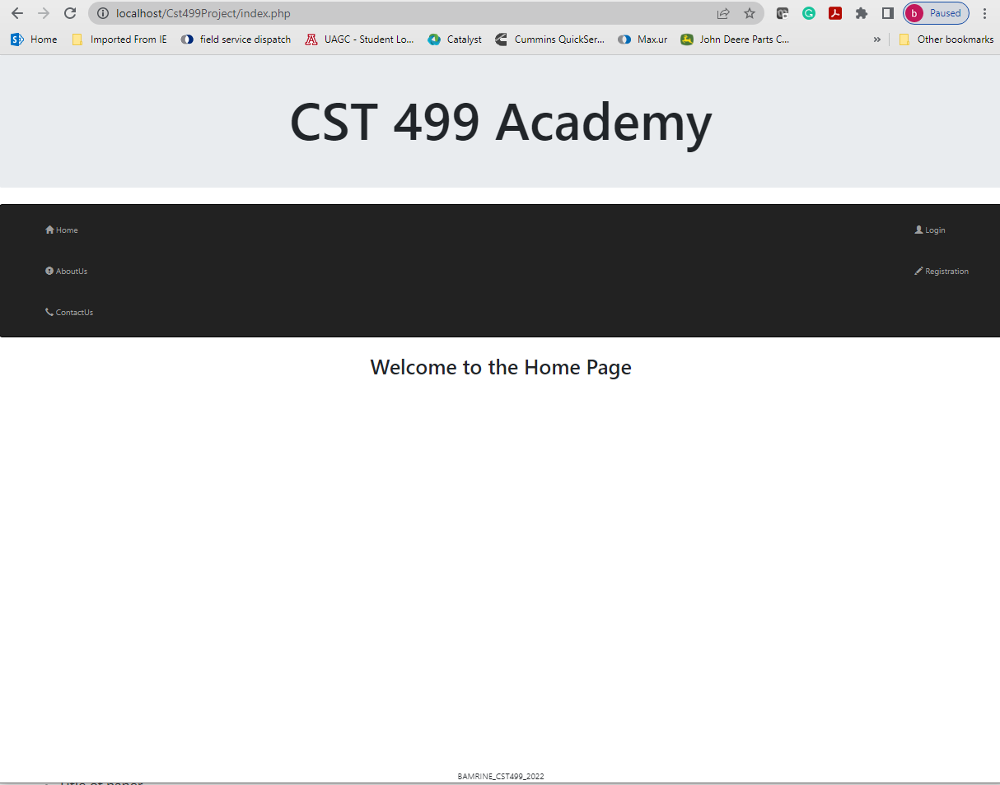 localhost/Cst499Project/index.php
b Paused
Home Imported From IE field service dispatch UAGC - Student Lo... Catalyst Cummins QuickSer... Max.ur John Deere Parts C... » Other bookmarks
CST 499 Academy
Home Login
AboutUs Registration
ContactUs
Welcome to the Home Page
BAMRINE_CST499_2022